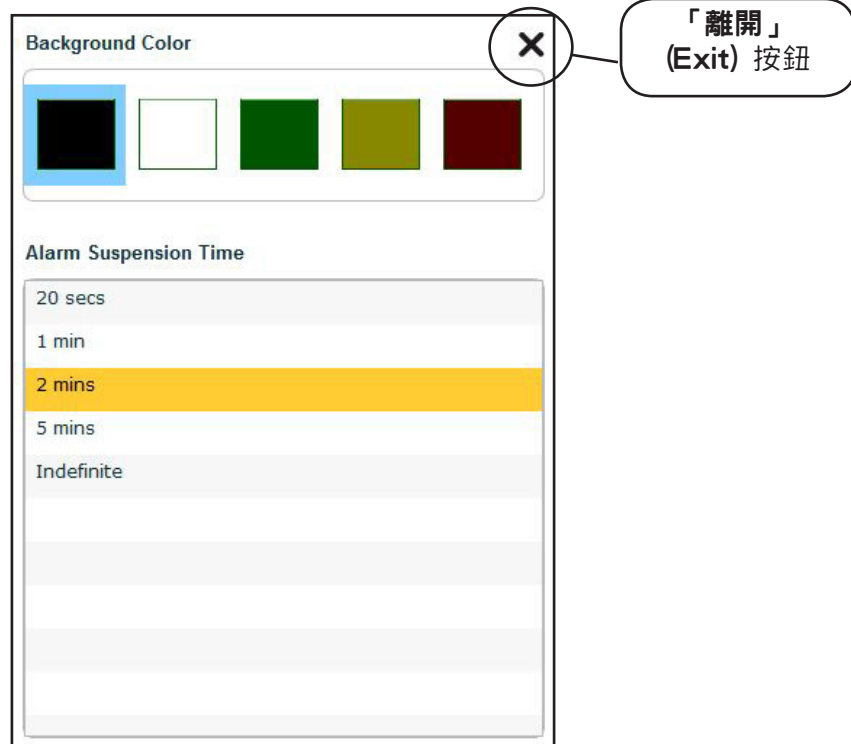 Background Color
「離開」
(Exit) 按鈕
Alarm Suspension Time
20 secs
1 min
2 mins
5 mins
Indefinite